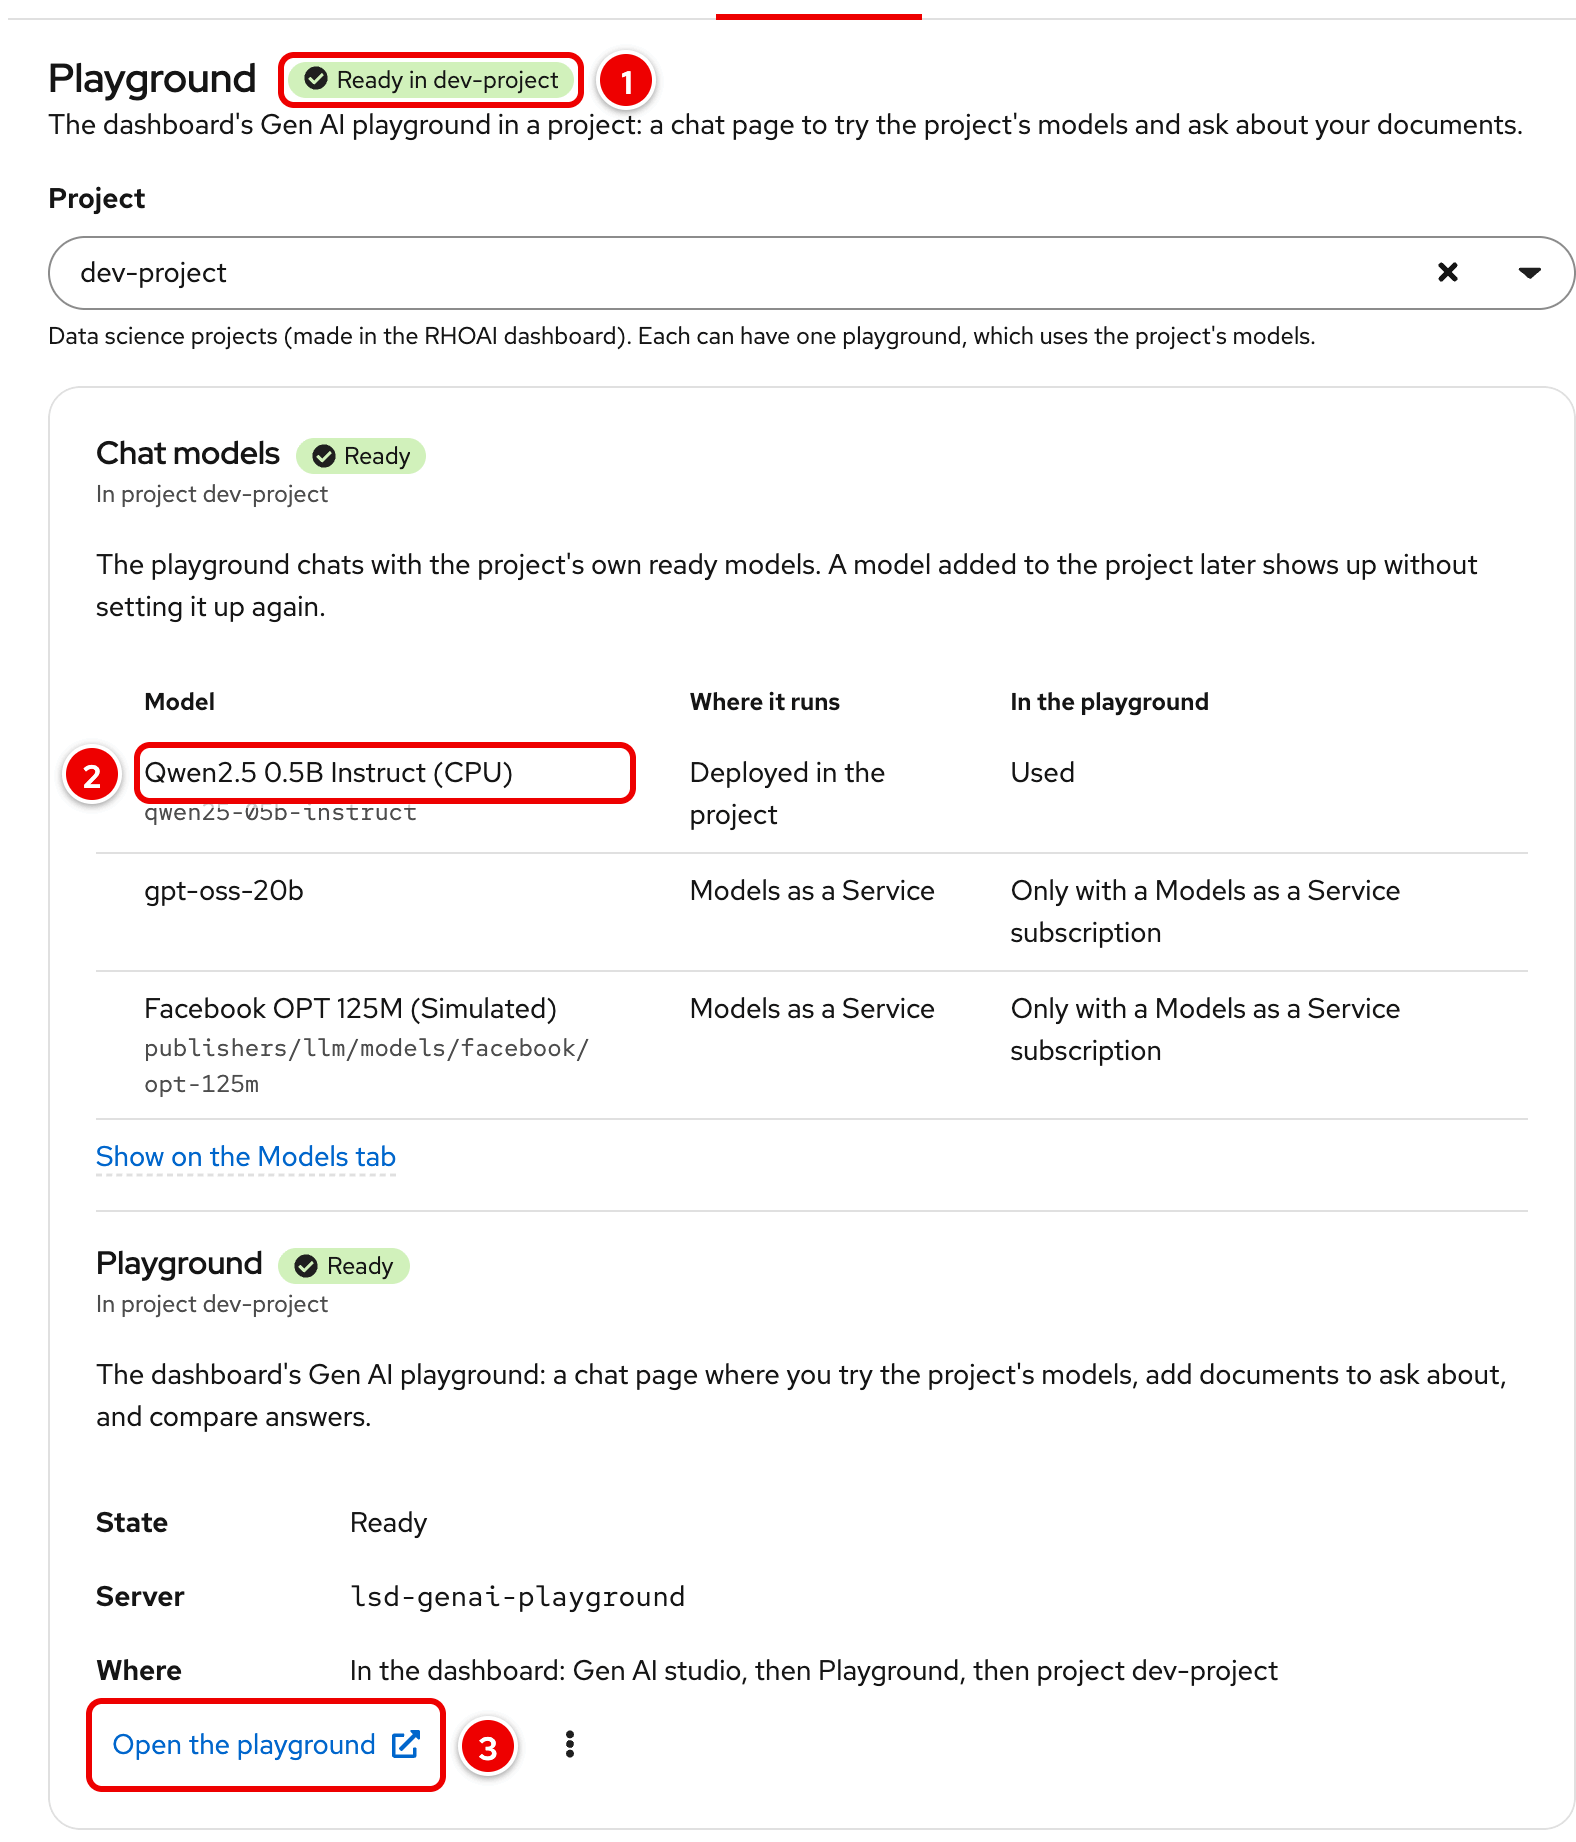 Playground
Ready in dev-project
1
The dashboard's Gen AI playground in a project: a chat page to try the project's models and ask about your documents.
Project
dev-project
Data science projects (made in the RHOAI dashboard). Each can have one playground, which uses the project's models.
Chat models
Ready
In project dev-project
The playground chats with the project's own ready models. A model added to the project later shows up without
setting it up again.
Model
Where it runs
In the playground
2
Qwen2.5 0.5B Instruct (CPU)
qwen25-05b-instruct
Deployed in the
project
Used
gpt-oss-20b
Models as a Service
Only with a Models as a Service
subscription
Facebook OPT 125M (Simulated)
publishers/llm/models/facebook/
opt-125m
Models as a Service
Only with a Models as a Service
subscription
Show on the Models tab
Playground
Ready
In project dev-project
The dashboard's Gen AI playground: a chat page where you try the project's models, add documents to ask about,
and compare answers.
State
Ready
Server
lsd-genai-playground
Where
In the dashboard: Gen AI studio, then Playground, then project dev-project
Open the playground
3